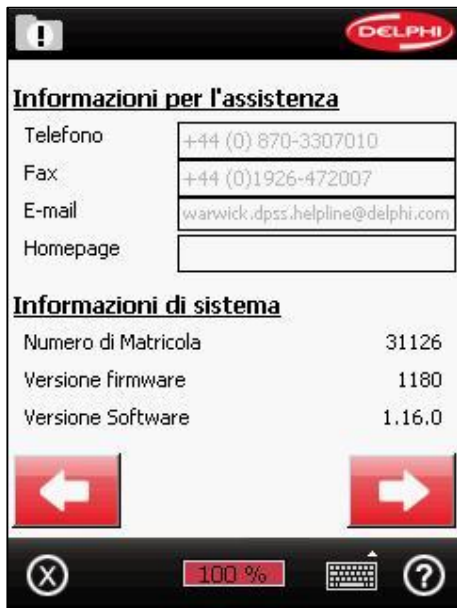 DELPHI
Informazioni per l'assistenza
Telefono +44 (0) 870-3307010
Fax +44 (0)1926-472007
E-mail warwick.dpss.helpline@delphi.com
Homepage
Informazioni di sistema
Numero di Matricola 31126
Versione firmware 1180
Versione Software 1.16.0
100 %